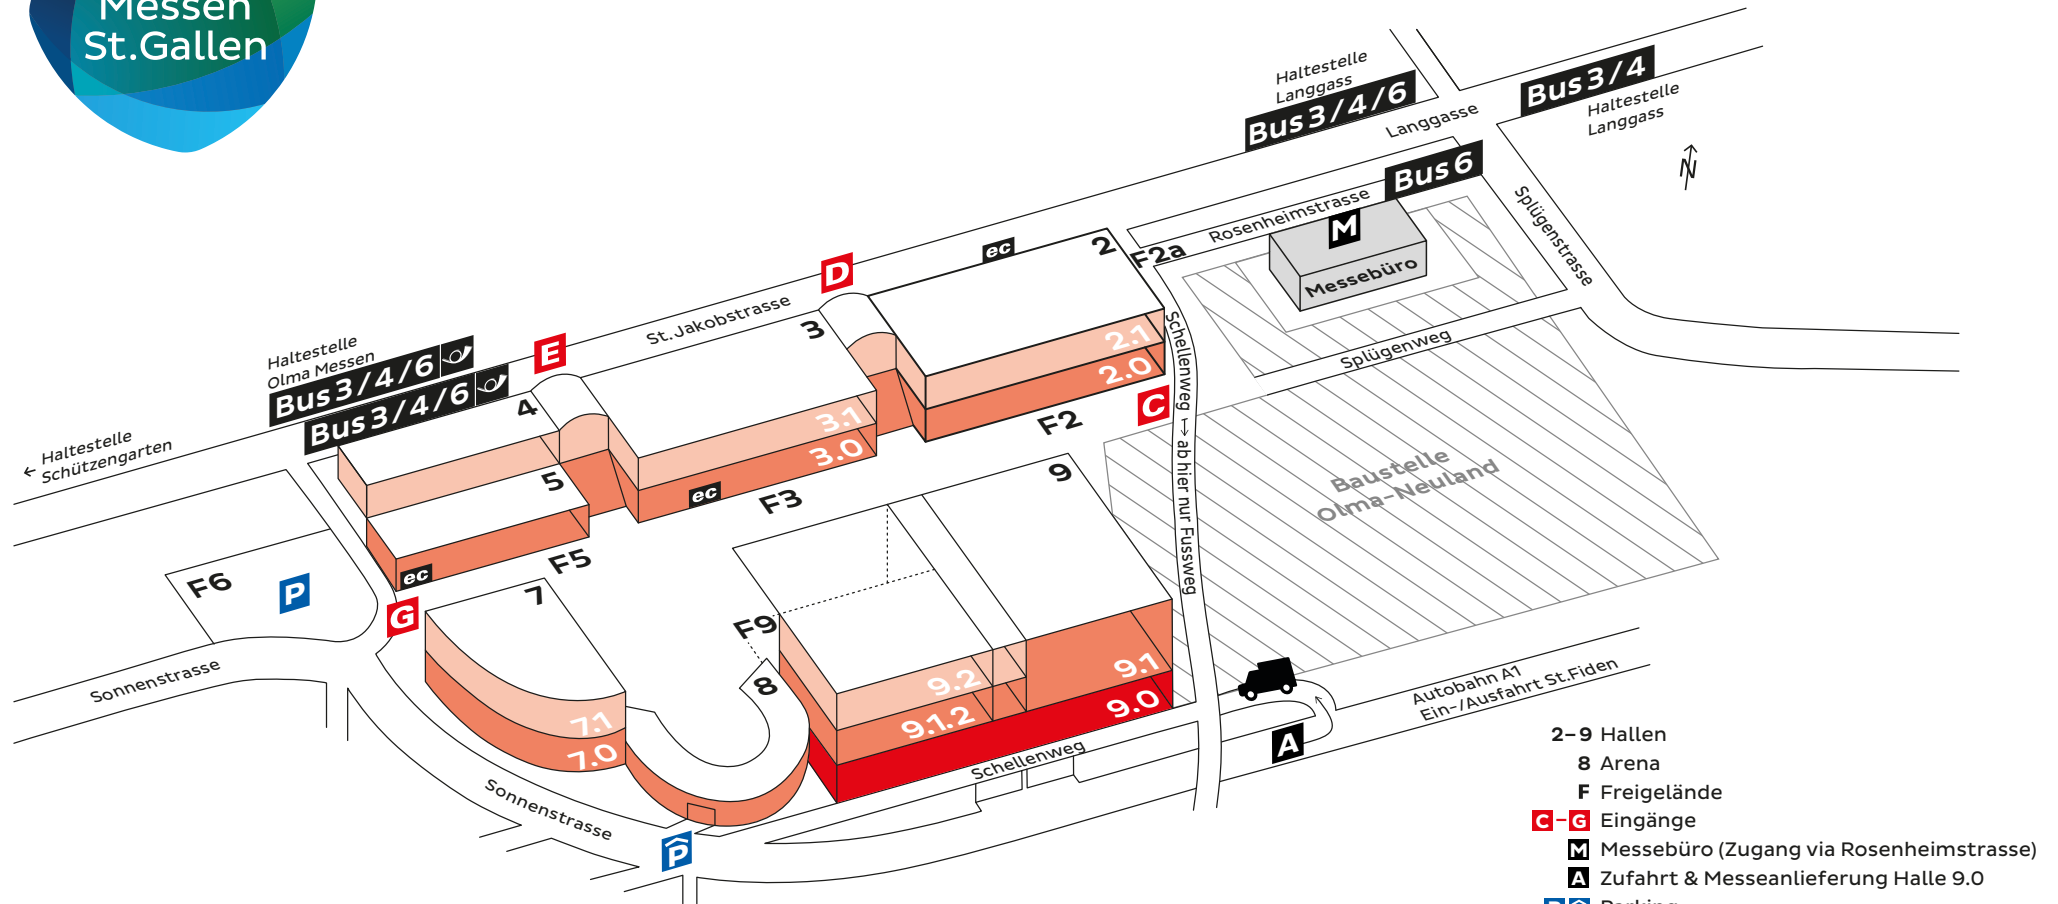 Messen
St.Gallen
Haltestelle
Langgass
Bus 3/4/6
Bus 3/4
Haltestelle
Langgass
Langgasse
N
Bus 6
Rosenheimstrasse
M
Messebüro
Splügenstrasse
Splügenweg
ec
2
F2a
D
St. Jakobstrasse
3
2.1
2.0
C
F2
Schellenweg → ab hier nur Fussweg
Haltestelle
Olma Messen
Bus 3/4/6
Bus 3/4/6
E
4
3.1
3.0
ec
F3
← Haltestelle
Schützengarten
5
ec
F5
F6
P
G
7
7.1
7.0
Baustelle
Olma-Neuland
9
F9
8
9.2
9.1
9.1.2
9.0
Schellenweg
Sonnenstrasse
Sonnenstrasse
P
A
Autobahn A1
Ein-/Ausfahrt St.Fiden
2–9 Hallen
8 Arena
F Freigelände
C–G Eingänge
M Messebüro (Zugang via Rosenheimstrasse)
A Zufahrt & Messeanlieferung Halle 9.0